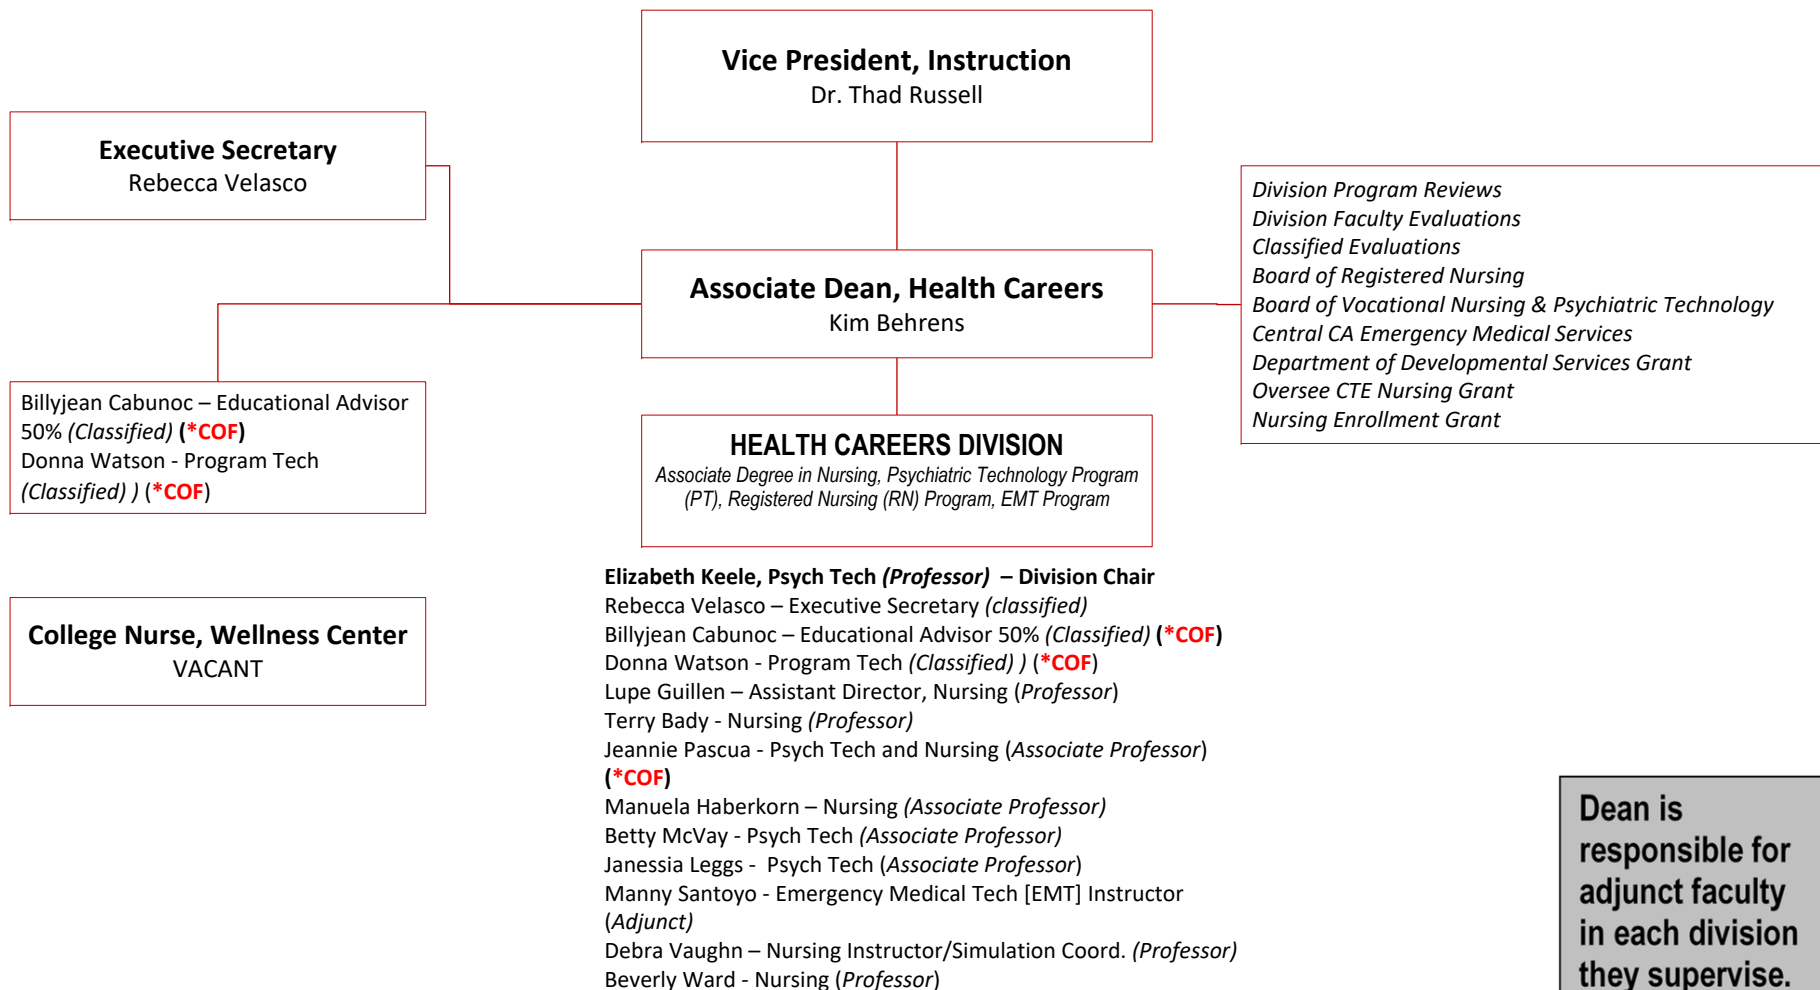 Vice President, Instruction
Dr. Thad Russell
Executive Secretary
Rebecca Velasco
Division Program Reviews
Division Faculty Evaluations
Classified Evaluations
Board of Registered Nursing
Board of Vocational Nursing & Psychiatric Technology
Central CA Emergency Medical Services
Department of Developmental Services Grant
Oversee CTE Nursing Grant
Nursing Enrollment Grant
Associate Dean, Health Careers
Kim Behrens
Billyjean Cabunoc – Educational Advisor
50% (Classified) (*COF)
Donna Watson - Program Tech
(Classified) ) (*COF)
HEALTH CAREERS DIVISION
Associate Degree in Nursing, Psychiatric Technology Program
(PT), Registered Nursing (RN) Program, EMT Program
College Nurse, Wellness Center
VACANT
Elizabeth Keele, Psych Tech (Professor) – Division Chair
Rebecca Velasco – Executive Secretary (classified)
Billyjean Cabunoc – Educational Advisor 50% (Classified) (*COF)
Donna Watson - Program Tech (Classified) ) (*COF)
Lupe Guillen – Assistant Director, Nursing (Professor)
Terry Bady - Nursing (Professor)
Jeannie Pascua - Psych Tech and Nursing (Associate Professor)
(*COF)
Manuela Haberkorn – Nursing (Associate Professor)
Betty McVay - Psych Tech (Associate Professor)
Janessia Leggs - Psych Tech (Associate Professor)
Manny Santoyo - Emergency Medical Tech [EMT] Instructor
(Adjunct)
Debra Vaughn – Nursing Instructor/Simulation Coord. (Professor)
Beverly Ward - Nursing (Professor)
Dean is
responsible for
adjunct faculty
in each division
they supervise.